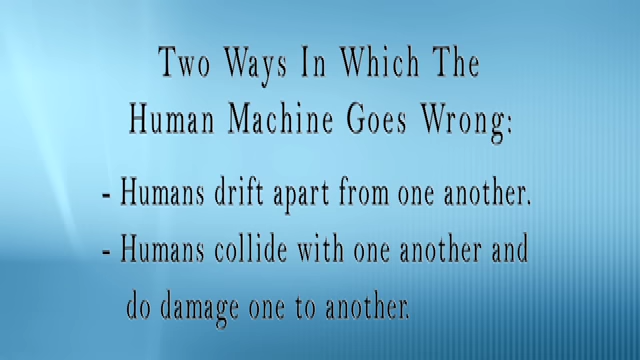 Two Ways In Which The
Human Machine Goes Wrong:
- Humans drift apart from one another.
- Humans collide with one another and
do damage one to another.